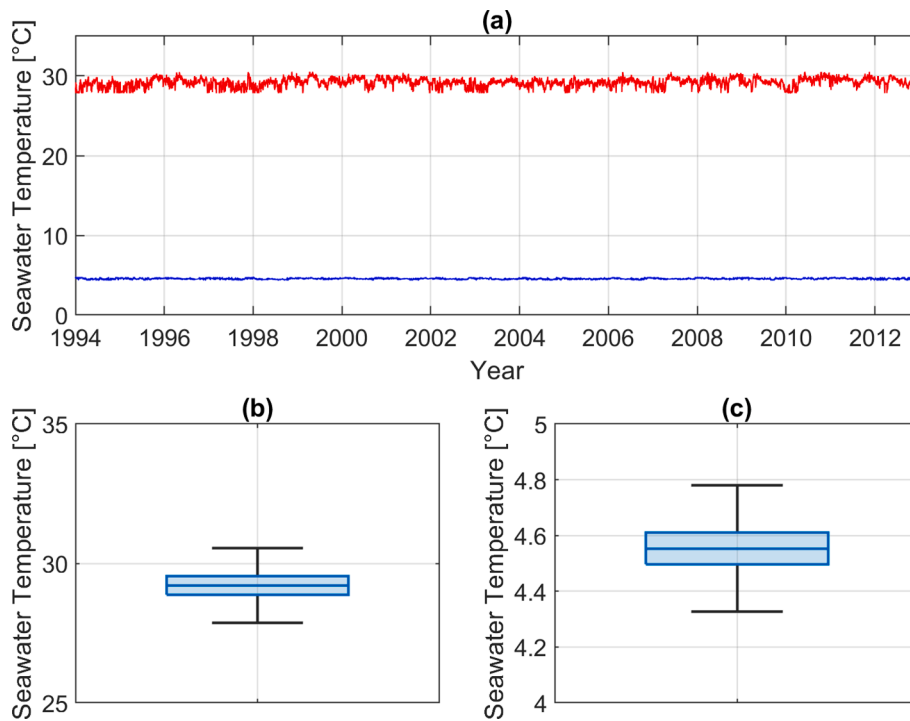 (a)
Seawater Temperature [°C]
30
20
10
0
1994 1996 1998 2000 2002 2004 2006 2008 2010 2012
Year
(b)
Seawater Temperature [°C]
35
30
25
(c)
Seawater Temperature [°C]
5
4.8
4.6
4.4
4.2
4